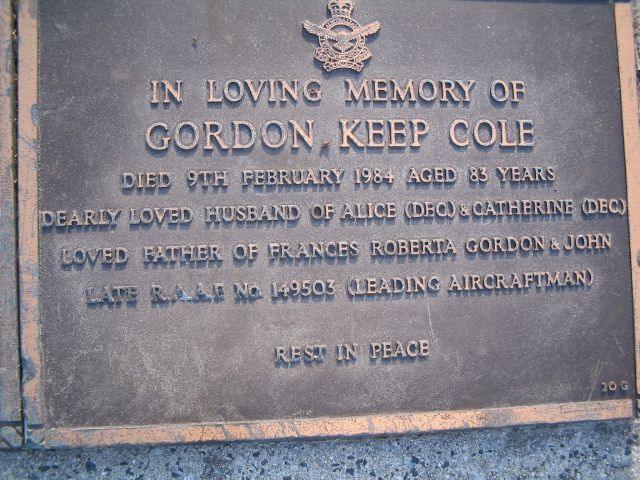 IN LOVING MEMORY OF
GORDON KEEP COLE
DIED 9TH FEBRUARY 1984 AGED 83 YEARS
DEARLY LOVED HUSBAND OF ALICE (DEC.) & CATHERINE (DEC.)
LOVED FATHER OF FRANCES ROBERTA GORDON & JOHN
LATE R.A.A.F. NO. 149503 (LEADING AIRCRAFTMAN)
REST IN PEACE
20 G